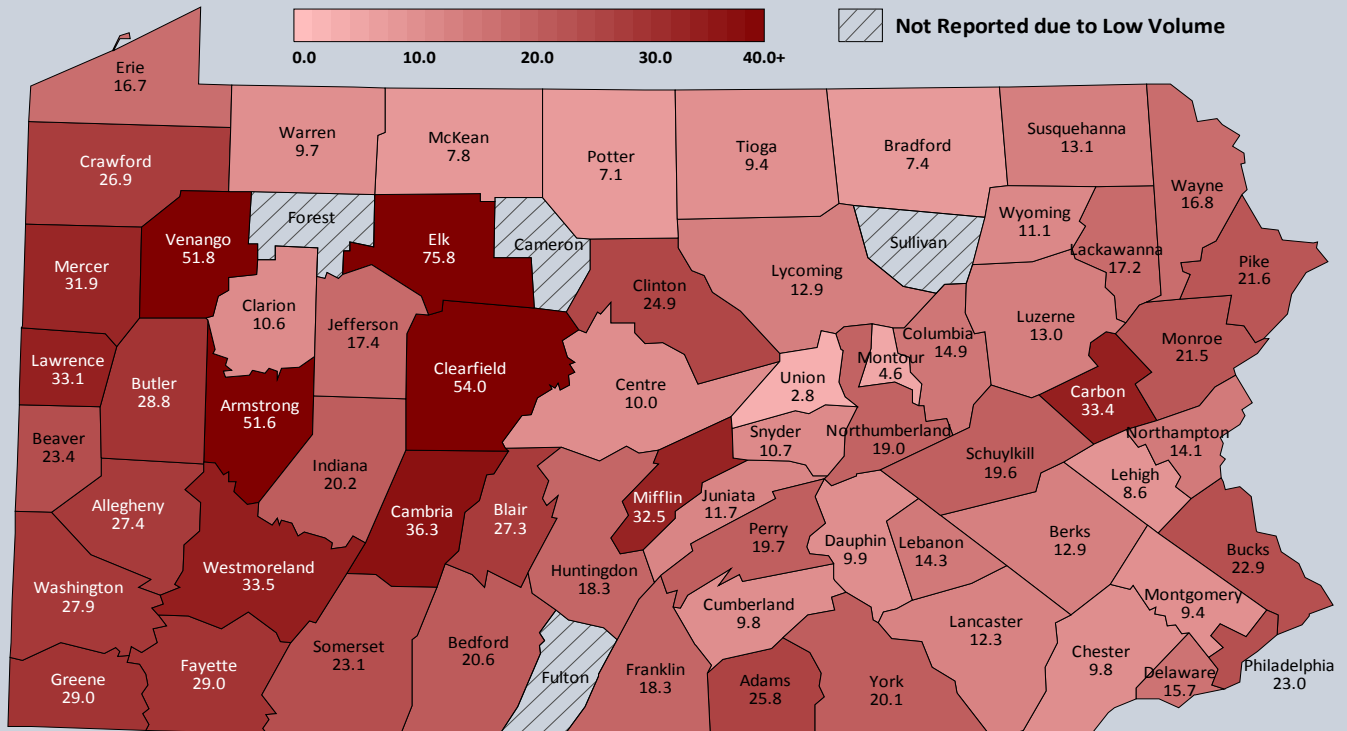 Not Reported due to Low Volume
0.0 10.0 20.0 30.0 40.0+
Erie
16.7
Warren
9.7
McKean
7.8
Potter
7.1
Tioga
9.4
Bradford
7.4
Susquehanna
13.1
Wayne
16.8
Crawford
26.9
Forest
Venango
51.8
Elk
75.8
Cameron
Sullivan
Wyoming
11.1
Lackawanna
17.2
Pike
21.6
Mercer
31.9
Clarion
10.6
Jefferson
17.4
Clinton
24.9
Lycoming
12.9
Columbia
14.9
Luzerne
13.0
Monroe
21.5
Lawrence
33.1
Butler
28.8
Armstrong
51.6
Clearfield
54.0
Centre
10.0
Union
2.8
Montour
4.6
Carbon
33.4
Beaver
23.4
Indiana
20.2
Snyder
10.7
Northumberland
19.0
Schuylkill
19.6
Northampton
14.1
Lehigh
8.6
Allegheny
27.4
Cambria
36.3
Blair
27.3
Mifflin
32.5
Juniata
11.7
Perry
19.7
Dauphin
9.9
Lebanon
14.3
Berks
12.9
Bucks
22.9
Washington
27.9
Westmoreland
33.5
Huntingdon
18.3
Cumberland
9.8
Lancaster
12.3
Montgomery
9.4
Greene
29.0
Fayette
29.0
Somerset
23.1
Bedford
20.6
Fulton
Franklin
18.3
Adams
25.8
York
20.1
Chester
9.8
Delaware
15.7
Philadelphia
23.0